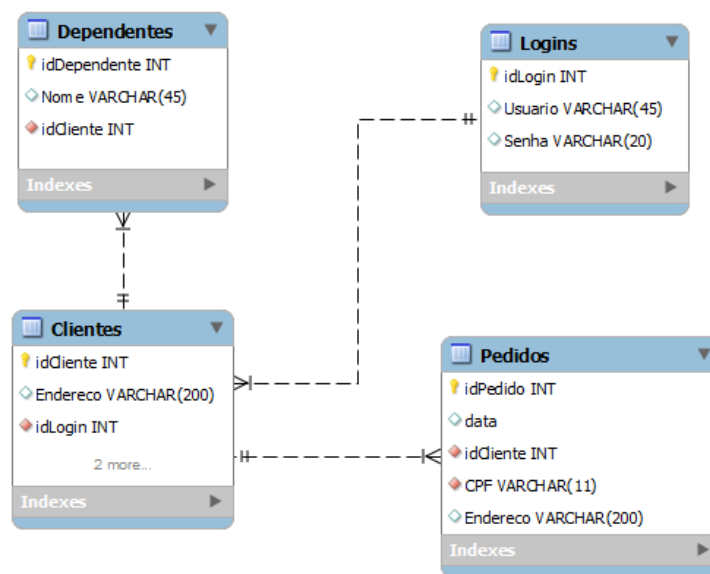 Dependentes
idDependente INT
Nome VARCHAR(45)
idCliente INT
Indexes
Logins
idLogin INT
Usuario VARCHAR(45)
Senha VARCHAR(20)
Indexes
Clientes
idCliente INT
Endereco VARCHAR(200)
idLogin INT
2 more...
Indexes
Pedidos
idPedido INT
data
idCliente INT
CPF VARCHAR(11)
Endereco VARCHAR(200)
Indexes